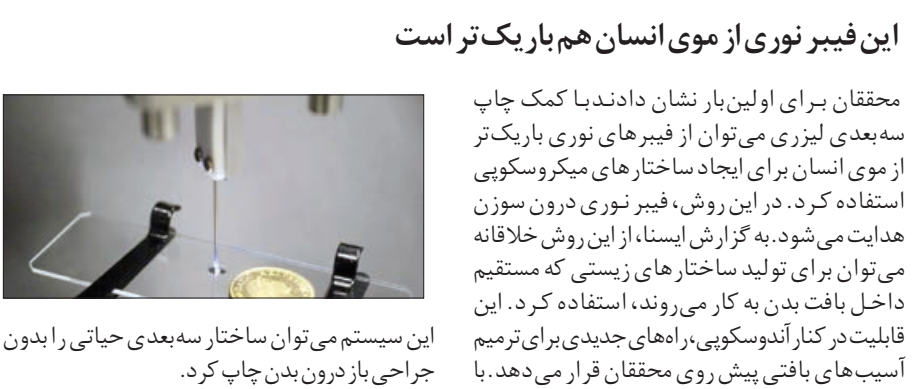 این فیبر نوری از موی انسان هم باریک‌تر است
محققان برای اولین‌بار نشان دادندبا کمک چاپ
سه‌بعدی لیزری می‌توان از فیبرهای نوری باریک‌تر
از موی انسان برای ایجاد ساختارهای میکروسکوپی
استفاده کرد. در این روش، فیبر نوری درون سوزن
هدایت می‌شود.به گزارش ایسنا، از این روش خلاقانه
می‌توان برای تولید ساختارهای زیستی که مستقیم
داخل بافت بدن به کار می‌روند، استفاده کرد. این
قابلیت در کنار آندوسکوپی، راه‌های جدیدی برای ترمیم
آسیب‌های بافتی پیش روی محققان قرار می‌دهد.با
این سیستم می‌توان ساختار سه‌بعدی حیاتی را بدون
جراحی باز درون بدن چاپ کرد.